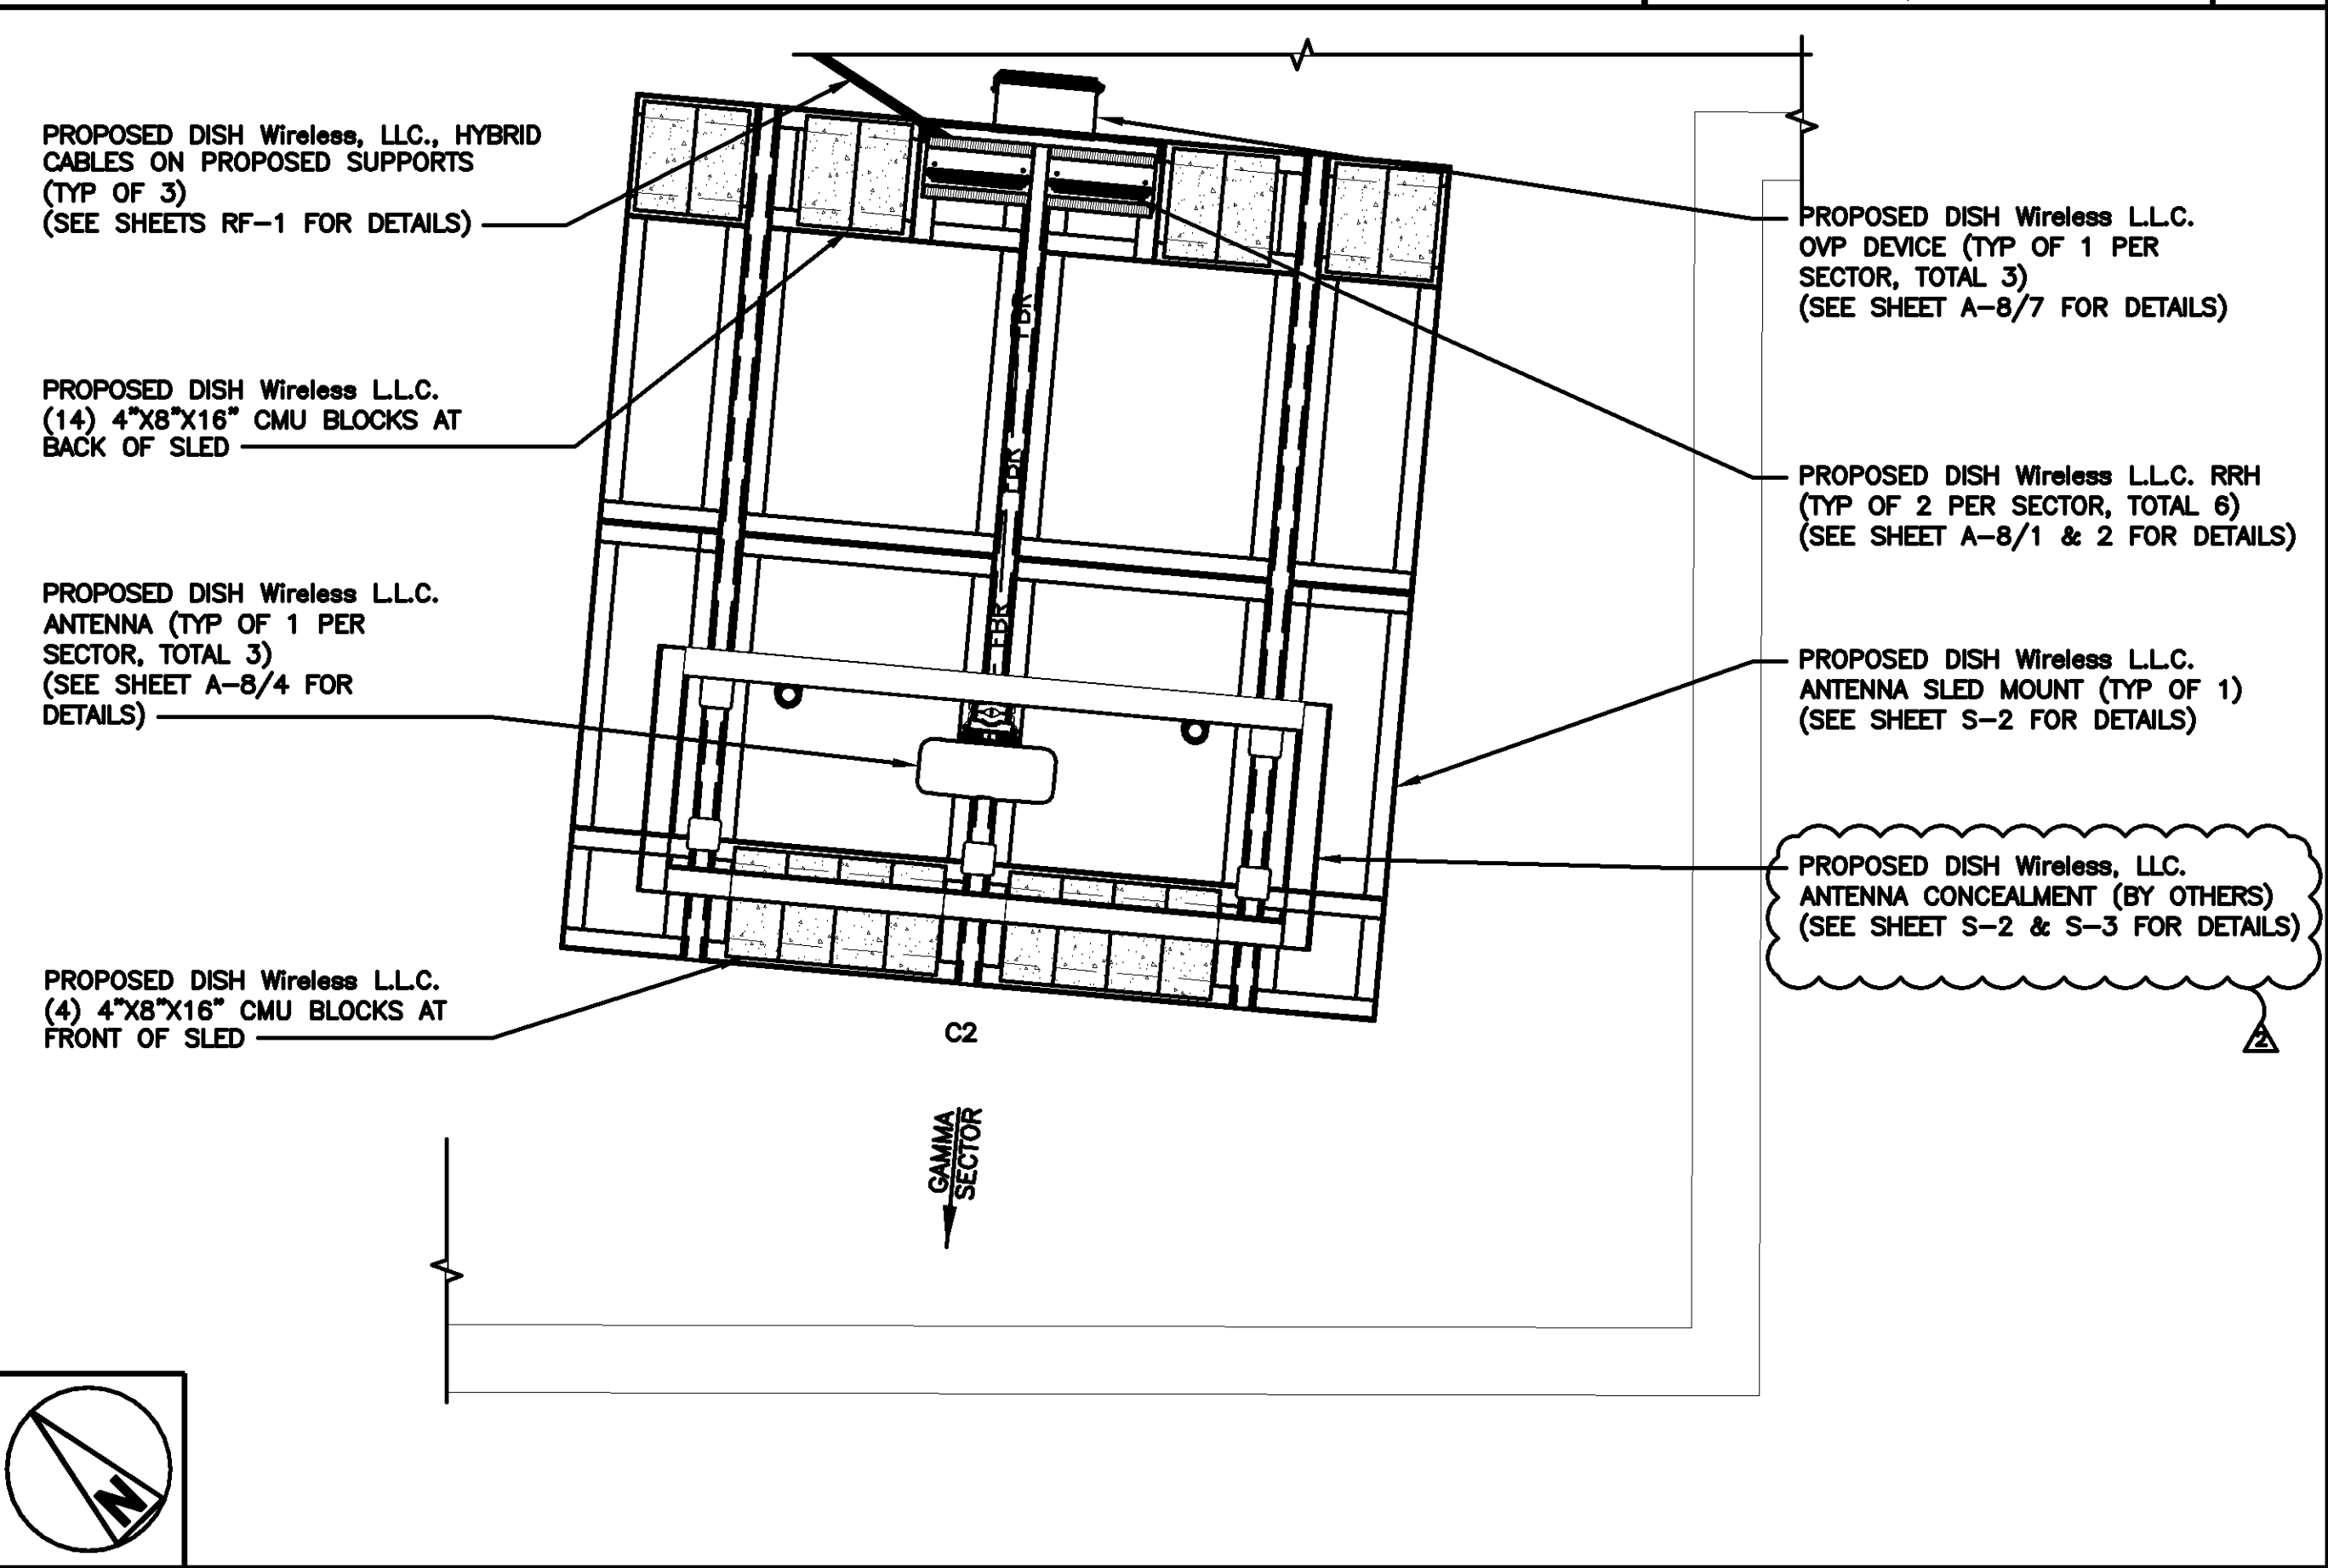 PROPOSED DISH Wireless, LLC., HYBRID
CABLES ON PROPOSED SUPPORTS
(TYP OF 3)
(SEE SHEETS RF-1 FOR DETAILS)
PROPOSED DISH Wireless L.L.C.
(14) 4"X8"X16" CMU BLOCKS AT
BACK OF SLED
PROPOSED DISH Wireless L.L.C.
ANTENNA (TYP OF 1 PER
SECTOR, TOTAL 3)
(SEE SHEET A-8/4 FOR
DETAILS)
PROPOSED DISH Wireless L.L.C.
(4) 4"X8"X16" CMU BLOCKS AT
FRONT OF SLED
FBR
FBR
FBR
C2
GAMMA
SECTOR
PROPOSED DISH Wireless L.L.C.
OVP DEVICE (TYP OF 1 PER
SECTOR, TOTAL 3)
(SEE SHEET A-8/7 FOR DETAILS)
PROPOSED DISH Wireless L.L.C. RRH
(TYP OF 2 PER SECTOR, TOTAL 6)
(SEE SHEET A-8/1 & 2 FOR DETAILS)
PROPOSED DISH Wireless L.L.C.
ANTENNA SLED MOUNT (TYP OF 1)
(SEE SHEET S-2 FOR DETAILS)
PROPOSED DISH Wireless, LLC.
ANTENNA CONCEALMENT (BY OTHERS)
(SEE SHEET S-2 & S-3 FOR DETAILS)
2
N